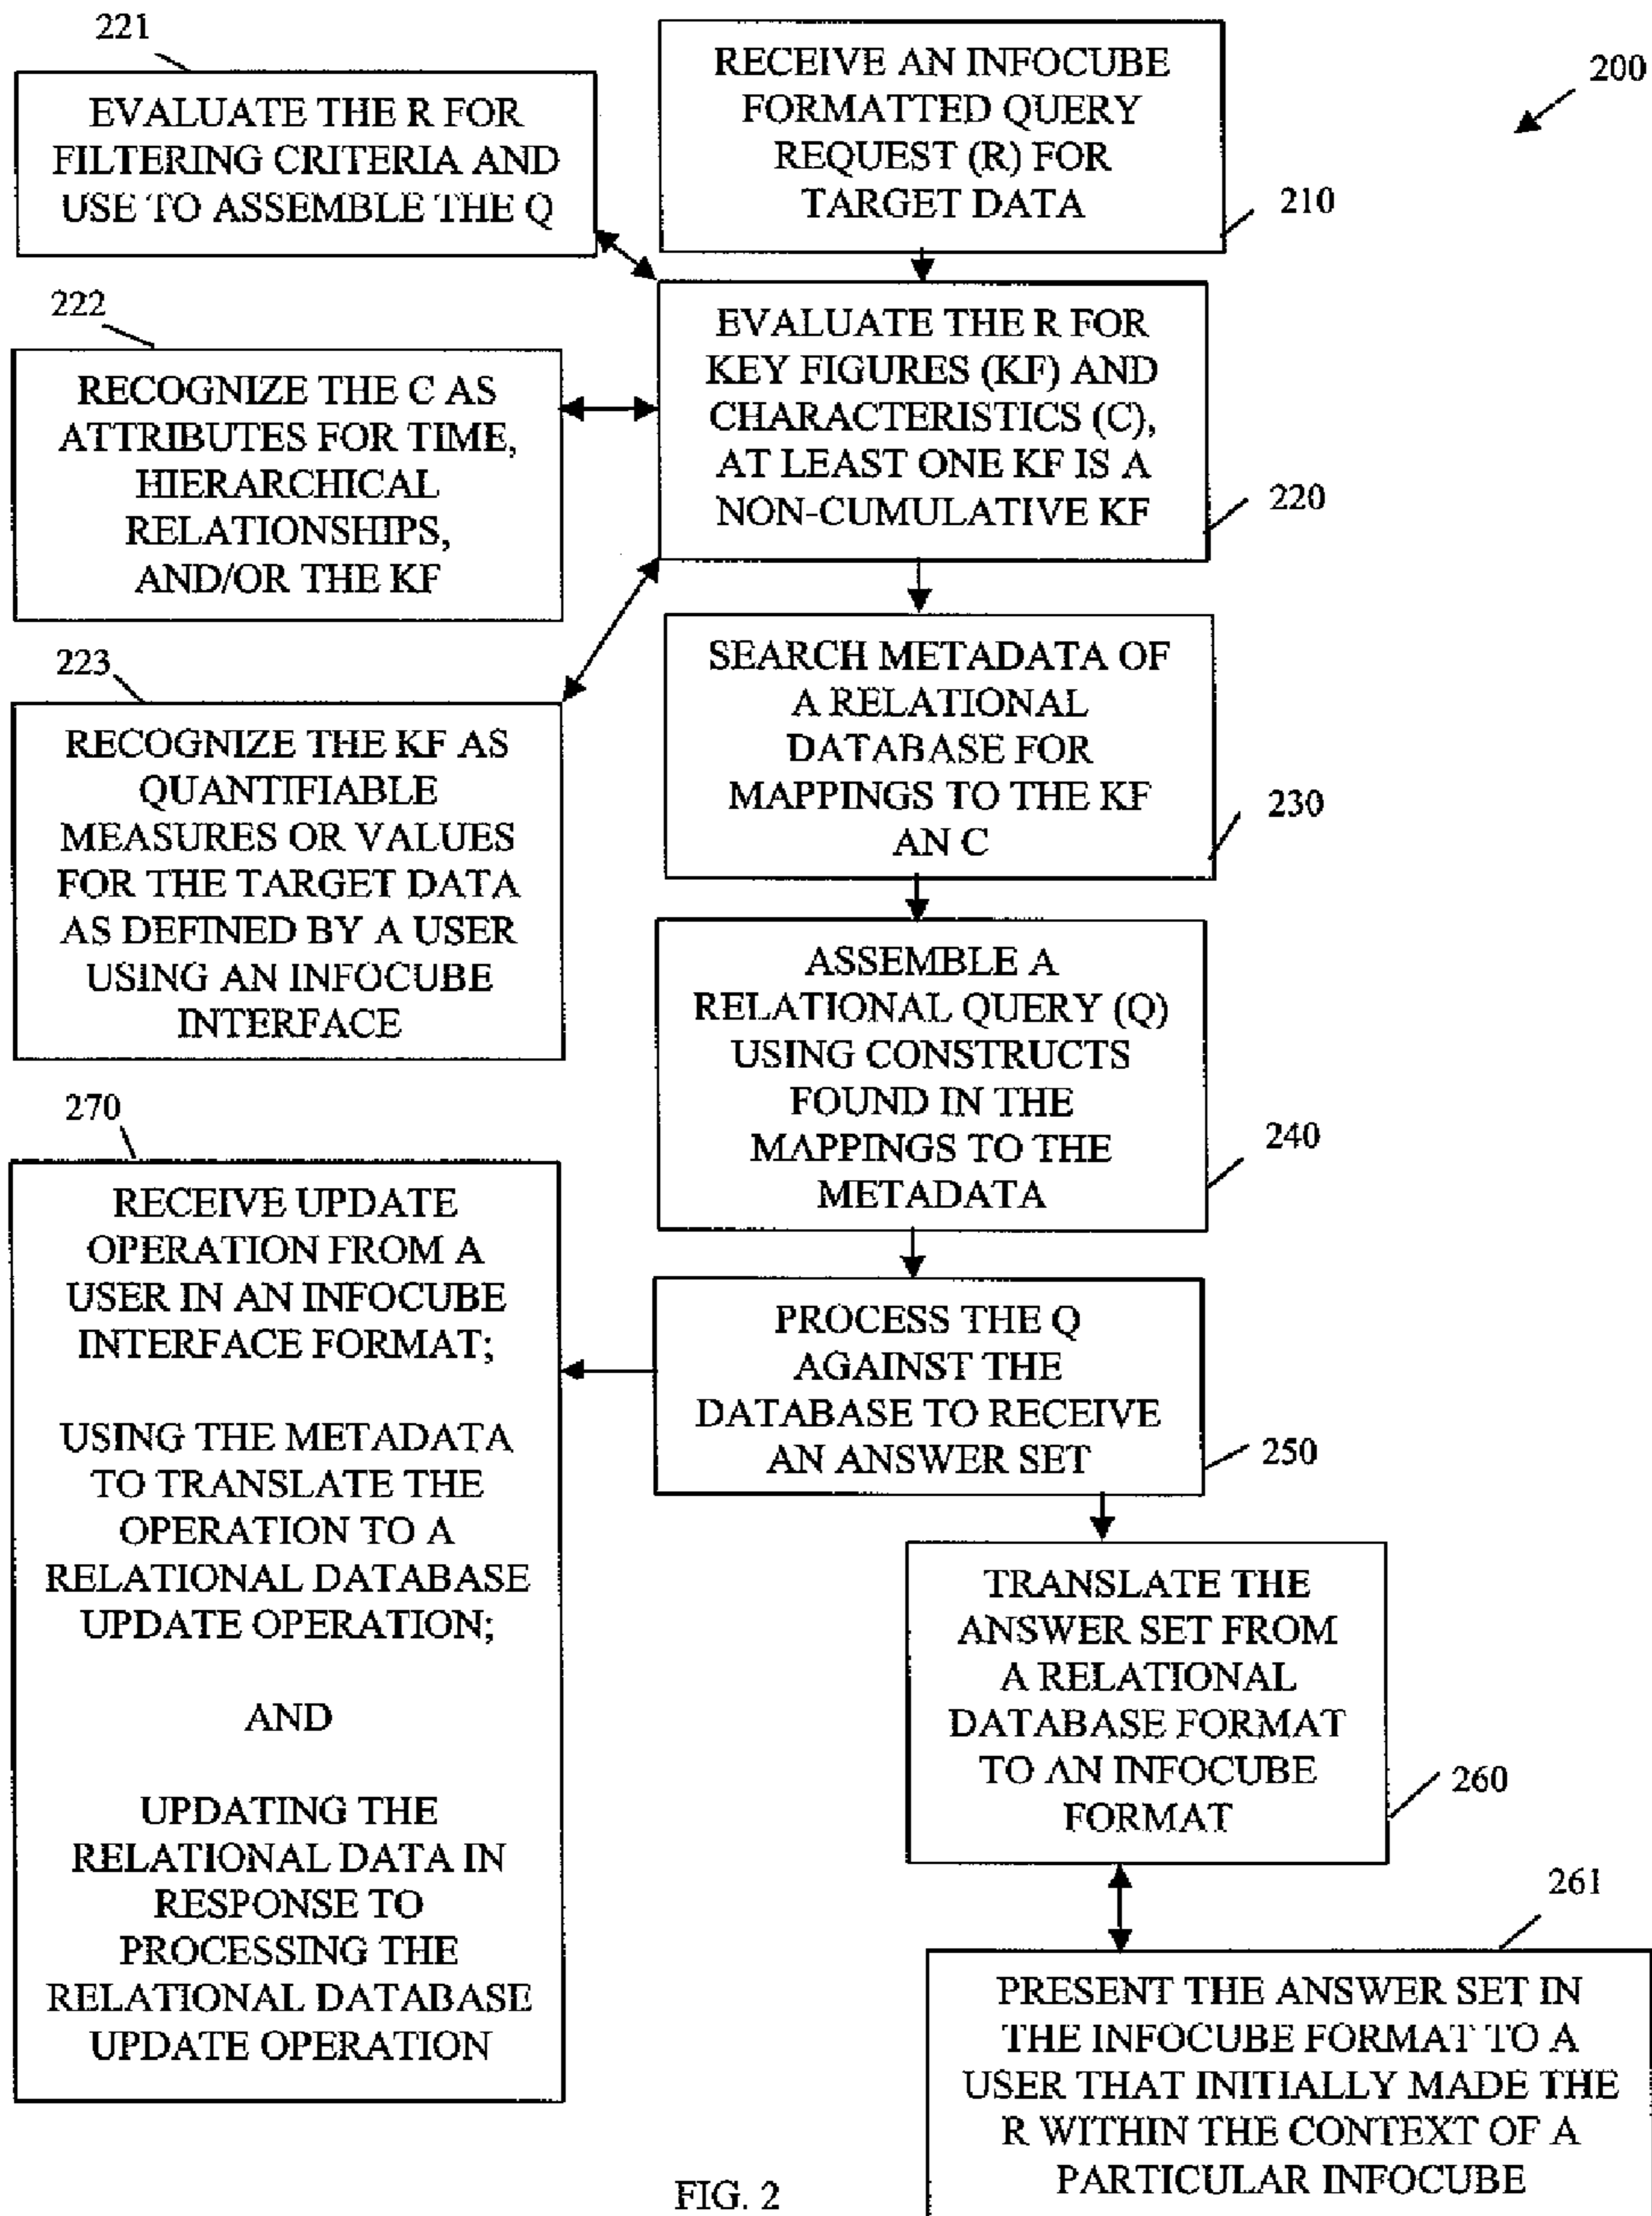 221
EVALUATE THE R FOR
FILTERING CRITERIA AND
USE TO ASSEMBLE THE Q
RECEIVE AN INFOCUBE
FORMATTED QUERY
REQUEST (R) FOR
TARGET DATA
200
210
222
RECOGNIZE THE C AS
ATTRIBUTES FOR TIME,
HIERARCHICAL
RELATIONSHIPS,
AND/OR THE KF
EVALUATE THE R FOR
KEY FIGURES (KF) AND
CHARACTERISTICS (C),
AT LEAST ONE KF IS A
NON-CUMULATIVE KF
220
223
RECOGNIZE THE KF AS
QUANTIFIABLE
MEASURES OR VALUES
FOR THE TARGET DATA
AS DEFINED BY A USER
USING AN INFOCUBE
INTERFACE
SEARCH METADATA OF
A RELATIONAL
DATABASE FOR
MAPPINGS TO THE KF
AN C
230
ASSEMBLE A
RELATIONAL QUERY (Q)
USING CONSTRUCTS
FOUND IN THE
MAPPINGS TO THE
METADATA
240
270
RECEIVE UPDATE
OPERATION FROM A
USER IN AN INFOCUBE
INTERFACE FORMAT;
USING THE METADATA
TO TRANSLATE THE
OPERATION TO A
RELATIONAL DATABASE
UPDATE OPERATION;
AND
UPDATING THE
RELATIONAL DATA IN
RESPONSE TO
PROCESSING THE
RELATIONAL DATABASE
UPDATE OPERATION
PROCESS THE Q
AGAINST THE
DATABASE TO RECEIVE
AN ANSWER SET
250
TRANSLATE THE
ANSWER SET FROM
A RELATIONAL
DATABASE FORMAT
TO AN INFOCUBE
FORMAT
260
261
PRESENT THE ANSWER SET IN
THE INFOCUBE FORMAT TO A
USER THAT INITIALLY MADE THE
R WITHIN THE CONTEXT OF A
PARTICULAR INFOCUBE
FIG. 2